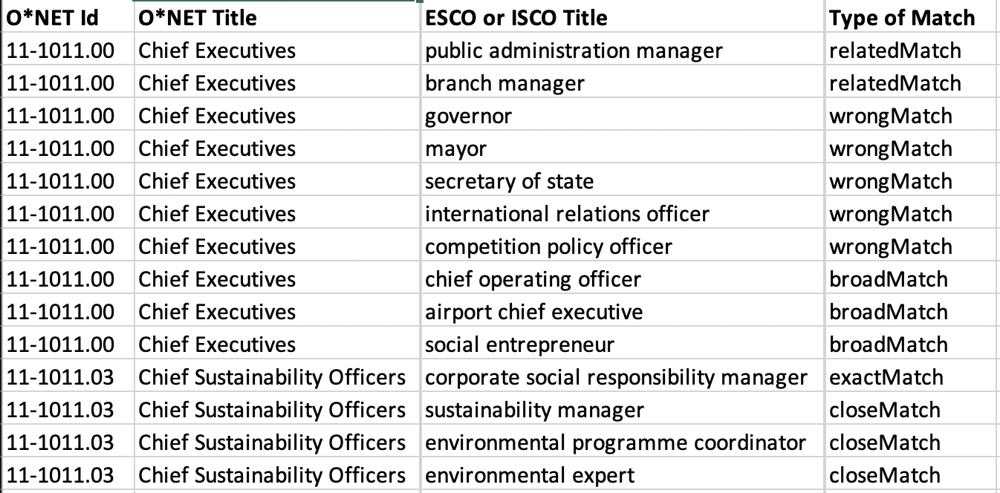 O*NET Id O*NET Title ESCO or ISCO Title Type of Match
11-1011.00 Chief Executives public administration manager relatedMatch
11-1011.00 Chief Executives branch manager relatedMatch
11-1011.00 Chief Executives governor wrongMatch
11-1011.00 Chief Executives mayor wrongMatch
11-1011.00 Chief Executives secretary of state wrongMatch
11-1011.00 Chief Executives international relations officer wrongMatch
11-1011.00 Chief Executives competition policy officer wrongMatch
11-1011.00 Chief Executives chief operating officer broadMatch
11-1011.00 Chief Executives airport chief executive broadMatch
11-1011.00 Chief Executives social entrepreneur broadMatch
11-1011.03 Chief Sustainability Officers corporate social responsibility manager exactMatch
11-1011.03 Chief Sustainability Officers sustainability manager closeMatch
11-1011.03 Chief Sustainability Officers environmental programme coordinator closeMatch
11-1011.03 Chief Sustainability Officers environmental expert closeMatch